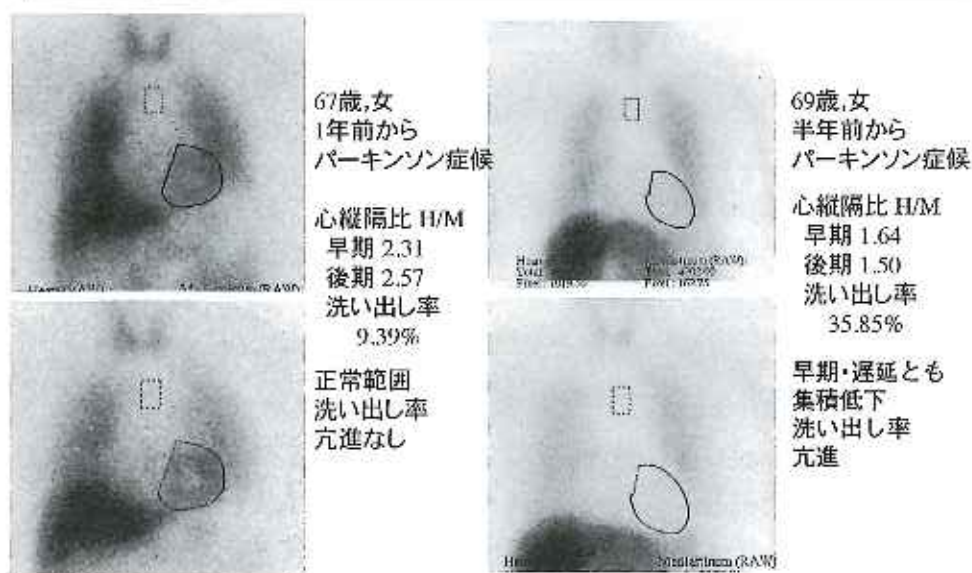 67歳,女
1年前から
パーキンソン症候
心縦隔比 H/M
早期 2.31
後期 2.57
洗い出し率
9.39%
正常範囲
洗い出し率
亢進なし
69歳,女
半年前から
パーキンソン症候
心縦隔比 H/M
早期 1.64
後期 1.50
洗い出し率
35.85%
早期・遅延とも
集積低下
洗い出し率
亢進
(RAW)